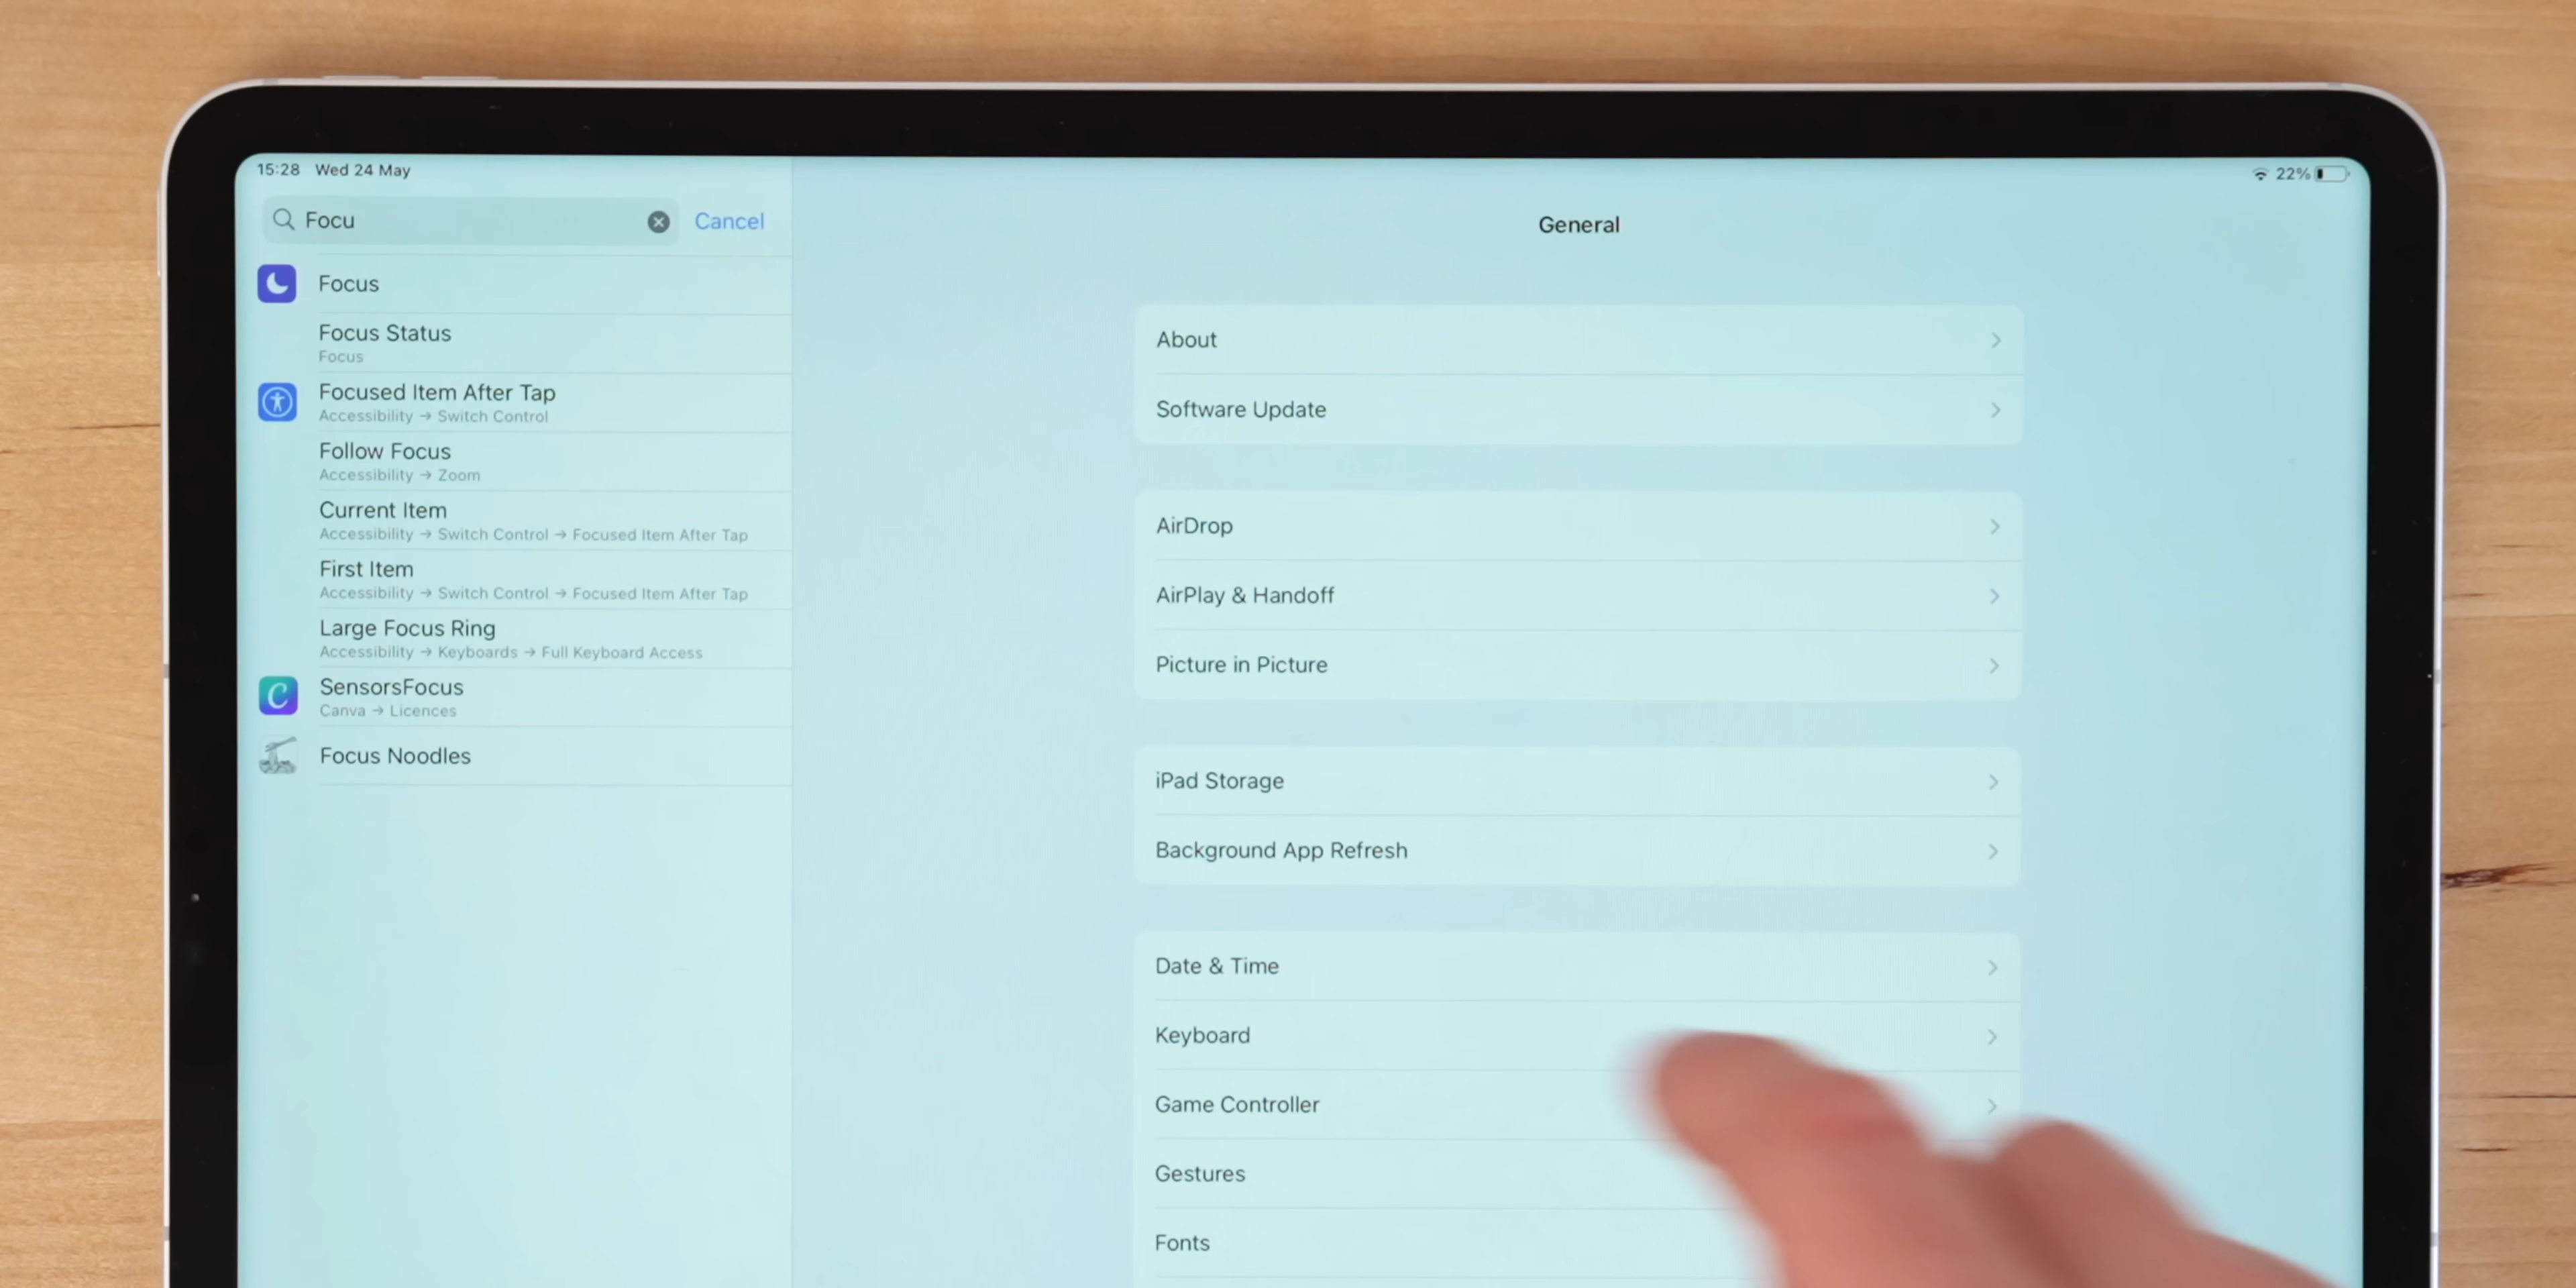 15:28 Wed 24 May
22%
Focu
Cancel
Focus
Focus Status
Focus
Focused Item After Tap
Accessibility → Switch Control
Follow Focus
Accessibility → Zoom
Current Item
Accessibility → Switch Control → Focused Item After Tap
First Item
Accessibility → Switch Control → Focused Item After Tap
Large Focus Ring
Accessibility → Keyboards → Full Keyboard Access
C
SensorsFocus
Canva → Licences
Focus Noodles
General
About
Software Update
AirDrop
AirPlay & Handoff
Picture in Picture
iPad Storage
Background App Refresh
Date & Time
Keyboard
Game Controller
Gestures
Fonts